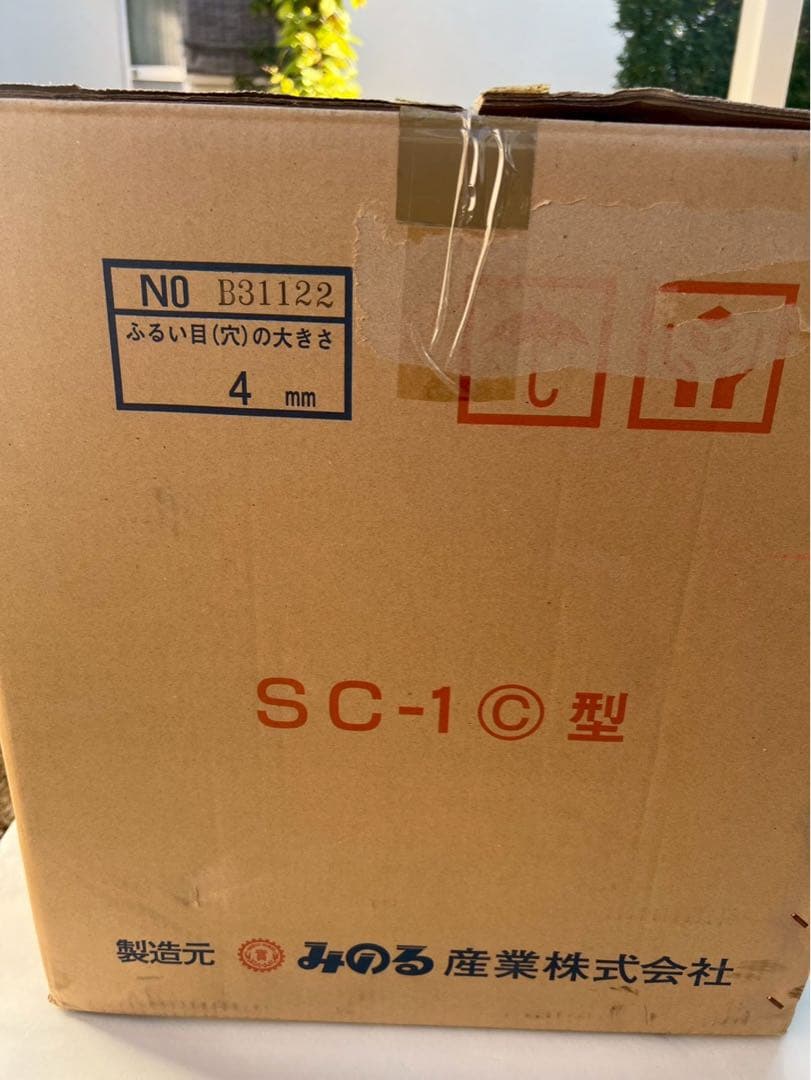 NO B31122
ふるい目(穴)の大きさ
4 mm
し
SC-1 Ⓒ 型
製造元 みのる産業株式会社